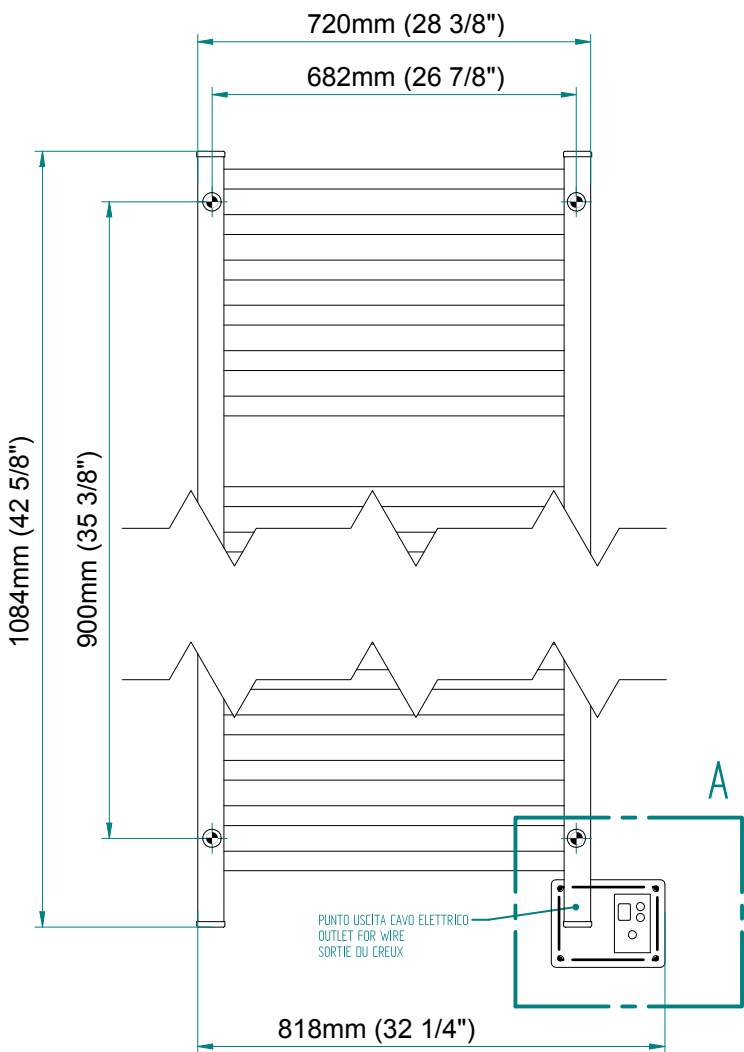 720mm (28 3/8")
682mm (26 7/8")
1084mm (42 5/8")
900mm (35 3/8")
A
PUNTO USCITA CAVO ELETTRICO
OUTLET FOR WIRE
SORTIE DU CREUX
818mm (32 1/4")